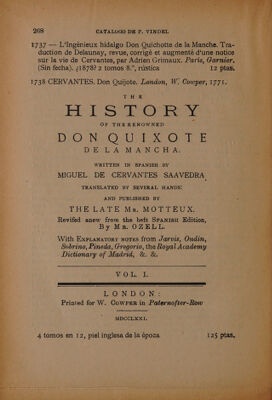 268 CATALOGO DE P. VINDEL
1737 — L'Ingénieux hidalgo Don Quichotte de la Manche. Tra-
duction de Delaunay, revue, corrigé et augmenté d'une notice
sur la vie de Cervantes, par Adrien Grimaux. Paris, Garnier.
(Sin fecha). ¿1878? 2 tomos 8.º, rústica 12 ptas.
1738 CERVANTES. Don Quijote. London, W. Cowper, 1771.
THE
HISTORY
OF THE RENOWNED
DON QUIXOTE
DE LA MANCHA.
WRITTEN IN SPANISH BY
MIGUEL DE CERVANTES SAAVEDRA
TRANSLATED BY SEVERAL HANDS:
AND PUBLISHED BY
THE LATE MR. MOTTEUX.
Revised anew from the best SPANISH Edition,
By MR. OZELL.
With EXPLANATORY NOTES from Jarvis, Oudin,
Sobrino, Pineda, Gregorio, the Royal Academy
Dictionary of Madrid, &. &.
VOL. I.
LONDON:
Printed for W. COWPER in Paternoster-Row
MDCCLXXI.
4 tomos en 12, piel inglesa de la época 125 ptas.